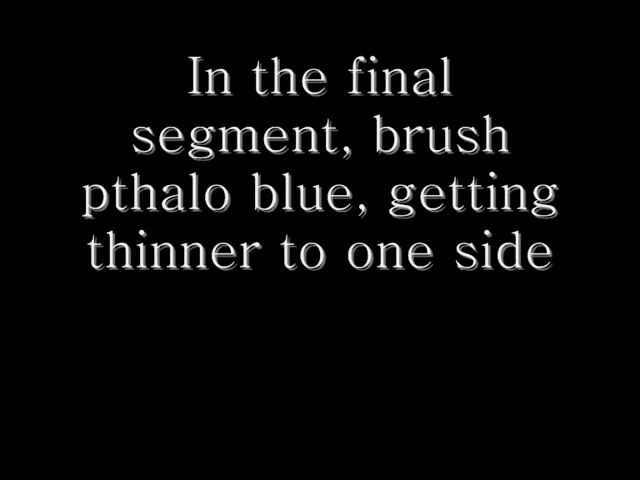 In the final
segment, brush
pthalo blue, getting
thinner to one side